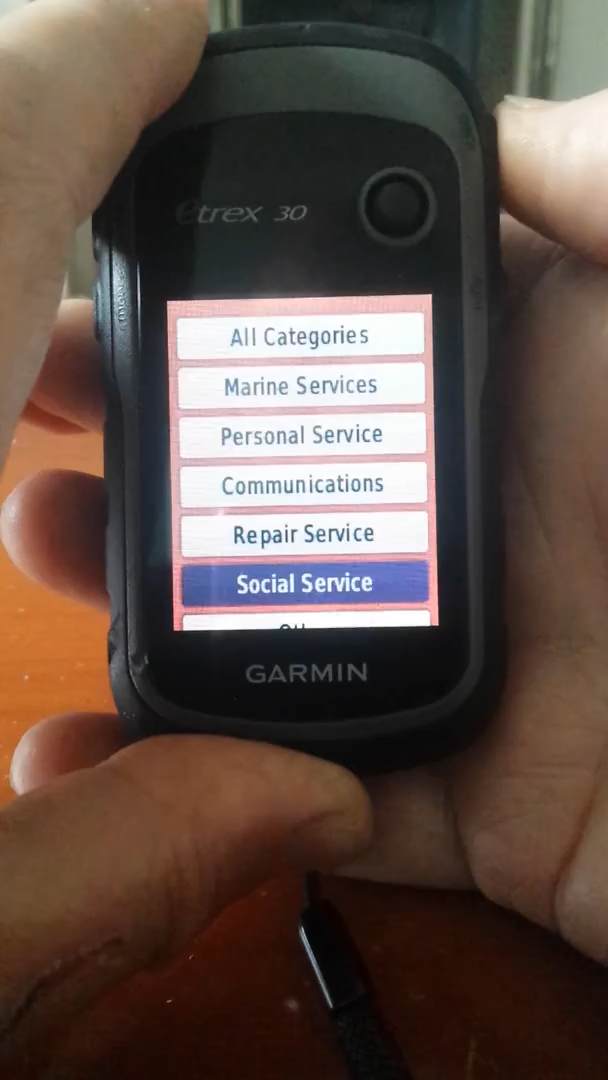 etrex 30
All Categories
Marine Services
Personal Service
Communications
Repair Service
Social Service
GARMIN